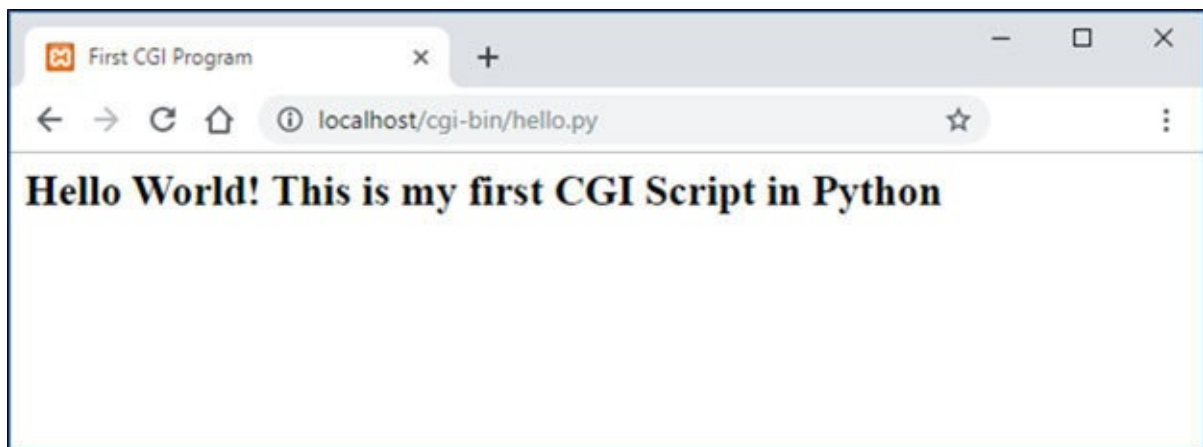 First CGI Program
localhost/cgi-bin/hello.py
Hello World! This is my first CGI Script in Python